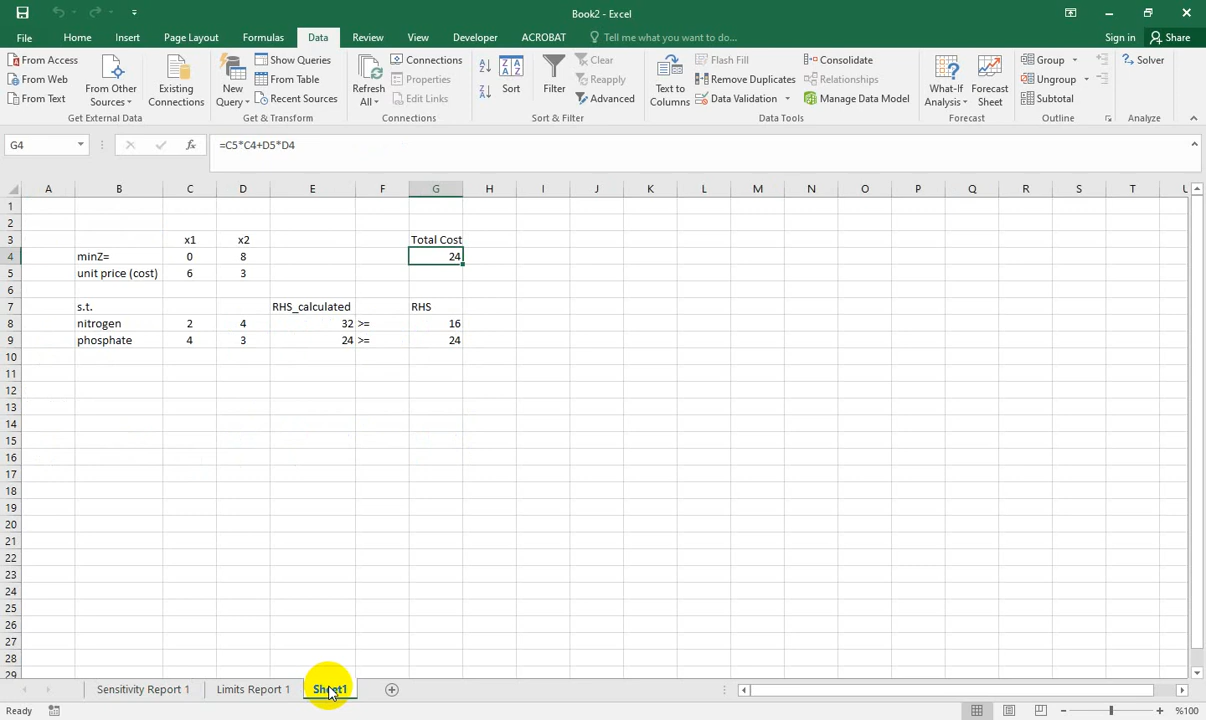 Book2 - Excel
File Home Insert Page Layout Formulas Data Review View Developer ACROBAT Tell me what you want to do... Sign in Share
From Access
From Web
From Text
From Other Sources
Existing Connections
Get External Data
New Query
Show Queries
From Table
Recent Sources
Get & Transform
Refresh All
Connections
Properties
Edit Links
Connections
Sort
Filter
Clear
Reapply
Advanced
Sort & Filter
Text to Columns
Flash Fill
Remove Duplicates
Data Validation
Consolidate
Relationships
Manage Data Model
Data Tools
What-If Analysis
Forecast Sheet
Forecast
Group
Ungroup
Subtotal
Outline
Solver
Analyze
G4 fx =C5*C4+D5*D4
A B C D E F G H I J K L M N O P Q R S T U
1
2
3 x1 x2 Total Cost
4 minZ= 0 8 24
5 unit price (cost) 6 3
6
7 s.t. RHS_calculated RHS
8 nitrogen 2 4 32 >= 16
9 phosphate 4 3 24 >= 24
10
11
12
13
14
15
16
17
18
19
20
21
22
23
24
25
26
27
28
29
Sensitivity Report 1 Limits Report 1 Sheet1
Ready %100